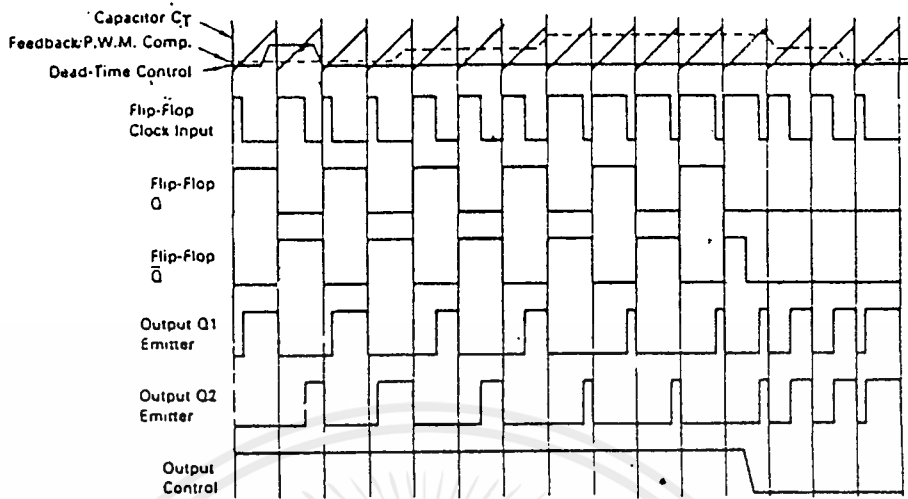 Capacitor CT
Feedback/P.W.M. Comp.
Dead-Time Control
Flip-Flop
Clock Input
Flip-Flop
Q
Flip-Flop
Q̅
Output Q1
Emitter
Output Q2
Emitter
Output
Control